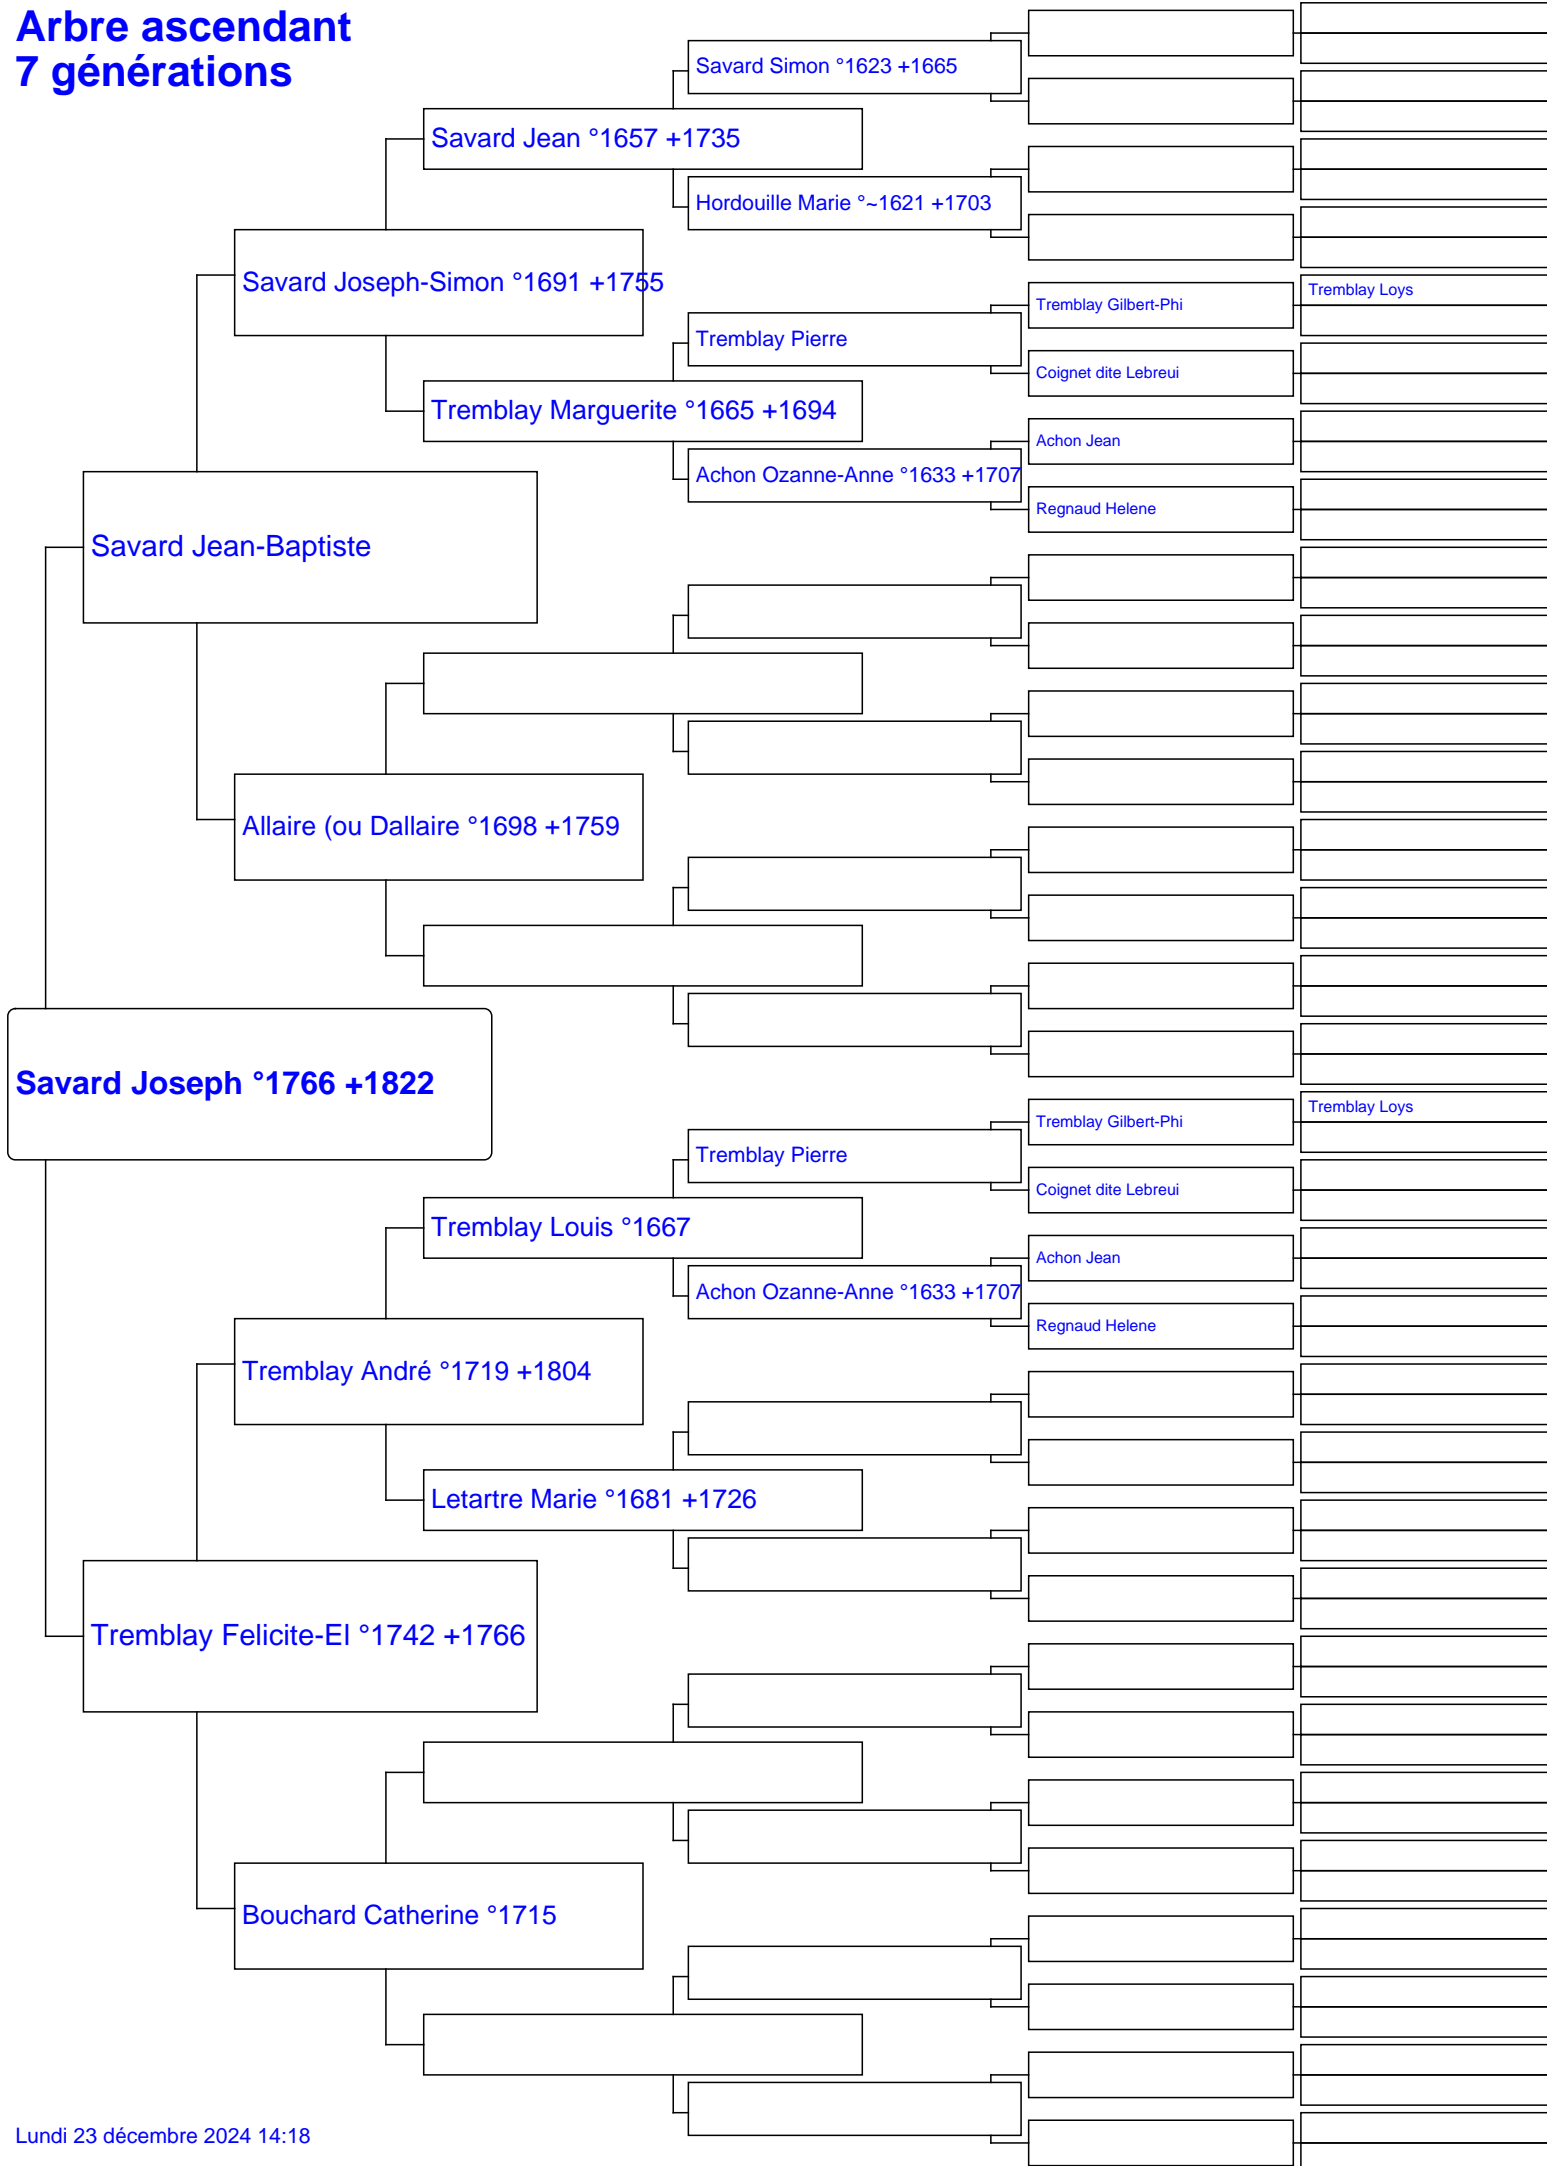 Arbre ascendant
7 générations
Savard Simon °1623 +1665
Savard Jean °1657 +1735
Hordouille Marie °~1621 +1703
Savard Joseph-Simon °1691 +1755
Tremblay Loys
Tremblay Gilbert-Phi
Tremblay Pierre
Coignet dite Lebreui
Tremblay Marguerite °1665 +1694
Achon Jean
Achon Ozanne-Anne °1633 +1707
Regnaud Helene
Savard Jean-Baptiste
Allaire (ou Dallaire °1698 +1759
Savard Joseph °1766 +1822
Tremblay Loys
Tremblay Gilbert-Phi
Tremblay Pierre
Coignet dite Lebreui
Tremblay Louis °1667
Achon Jean
Achon Ozanne-Anne °1633 +1707
Regnaud Helene
Tremblay André °1719 +1804
Letartre Marie °1681 +1726
Tremblay Felicite-El °1742 +1766
Bouchard Catherine °1715
Lundi 23 décembre 2024 14:18